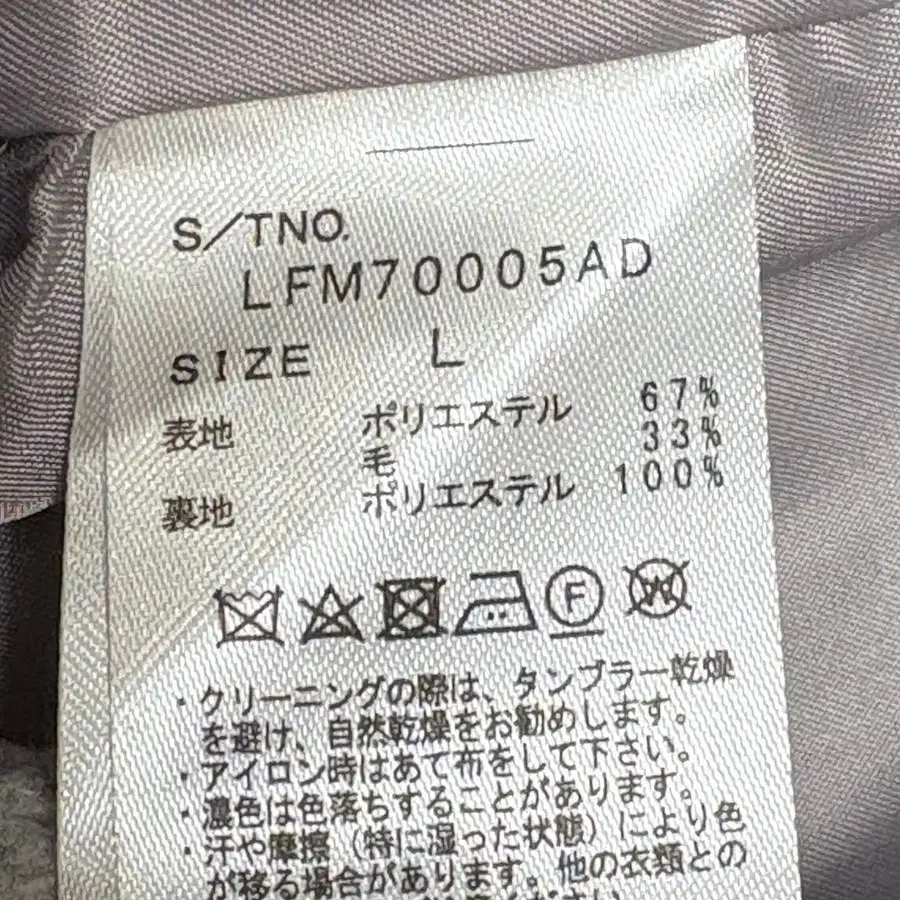 S/TNO.
LFM70005AD
SIZE L
表地 ポリエステル 67%
毛 33%
裏地 ポリエステル 100%
F W
・クリーニングの際は、タンブラー乾燥
を避け、自然乾燥をお勧めします。
・アイロン時はあて布をして下さい。
・濃色は色落ちすることがあります。
・汗や摩擦（特に湿った状態）により色
が移る場合があります。他の衣類との